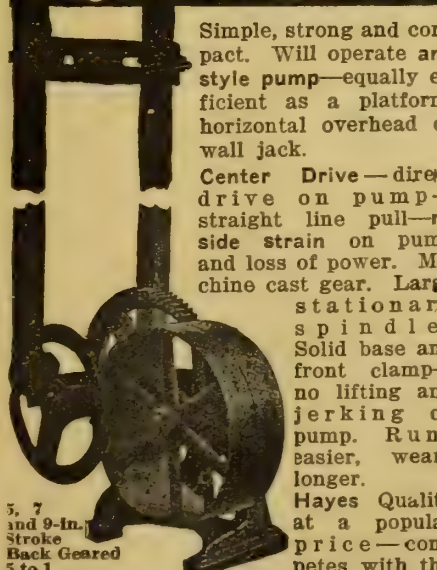 Simple, strong and com
pact. Will operate an
style pump—equally e
ficient as a platform
horizontal overhead o
wall jack.
Center Drive—direc
drive on pump-
straight line pull—n
side strain on pum
and loss of power. M
chine cast gear. Larg
stationar
spindle
Solid base an
front clamp-
no lifting an
jerking o
pump. Run
easier, wear
longer.
Hayes Qualit
at a popula
price—com
petes with th
5, 7
and 9-In.
Stroke
Back Geared
5 to 1